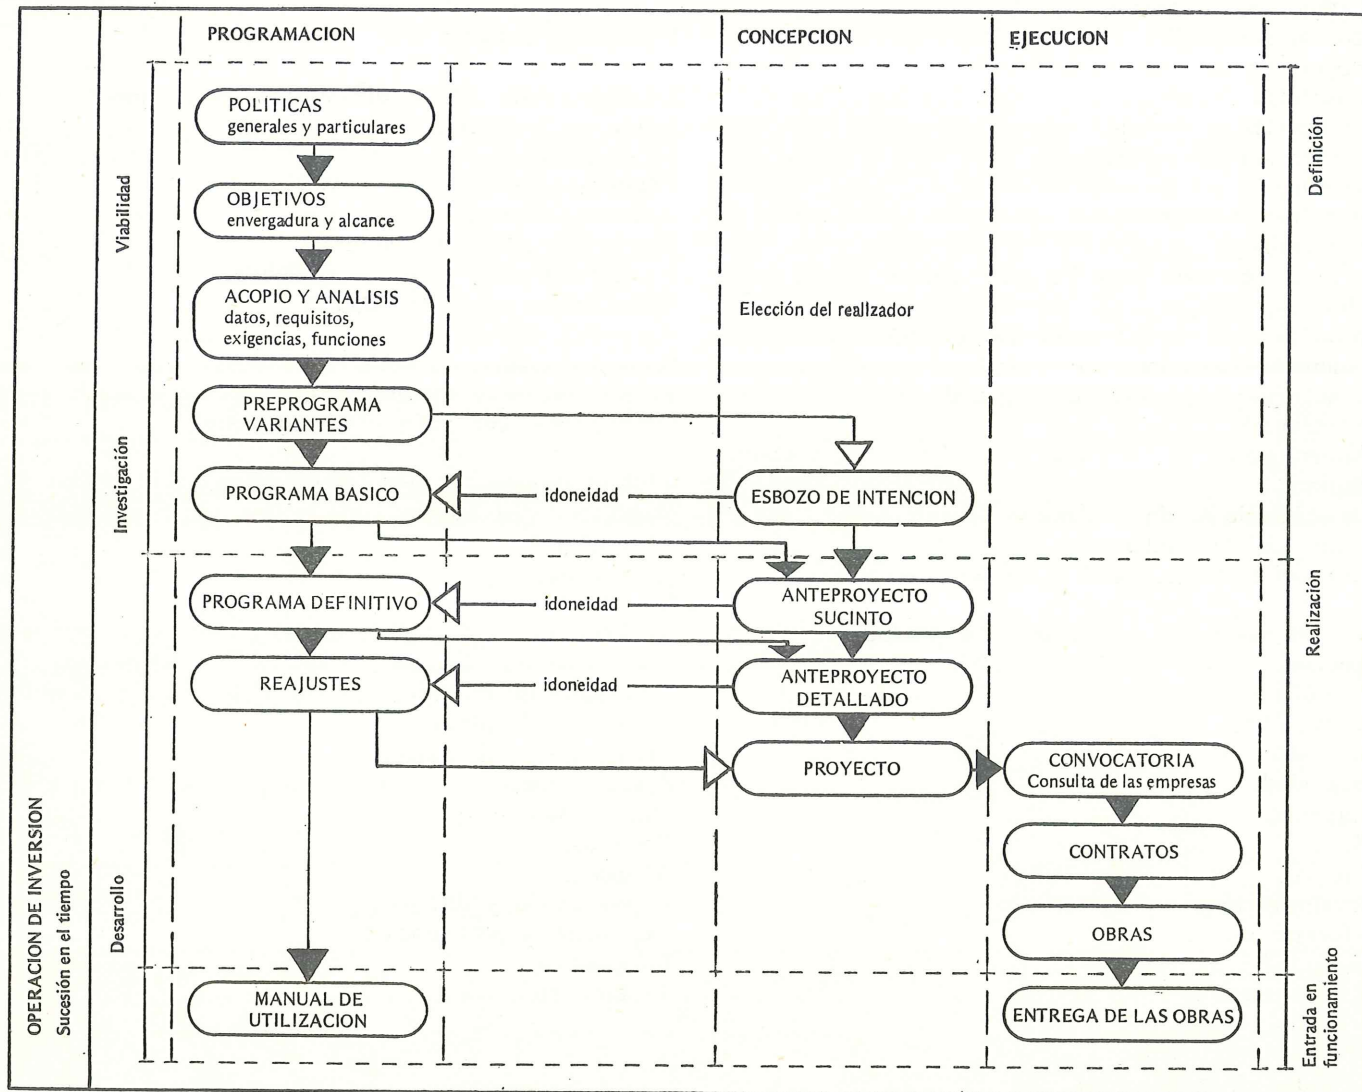 PROGRAMACION
CONCEPCION
EJECUCION
POLITICAS
generales y particulares
OBJETIVOS
envergadura y alcance
ACOPIO Y ANALISIS
datos, requisitos,
exigencias, funciones
Elección del realizador
PREPROGRAMA
VARIANTES
PROGRAMA BASICO
idoneidad
ESBOZO DE INTENCION
PROGRAMA DEFINITIVO
idoneidad
ANTEPROYECTO
SUCINTO
REAJUSTES
idoneidad
ANTEPROYECTO
DETALLADO
PROYECTO
CONVOCATORIA
Consulta de las empresas
CONTRATOS
OBRAS
MANUAL DE
UTILIZACION
ENTREGA DE LAS OBRAS
OPERACION DE INVERSION
Sucesión en el tiempo
Viabilidad
Investigación
Desarrollo
Definición
Realización
Entrada en
funcionamiento